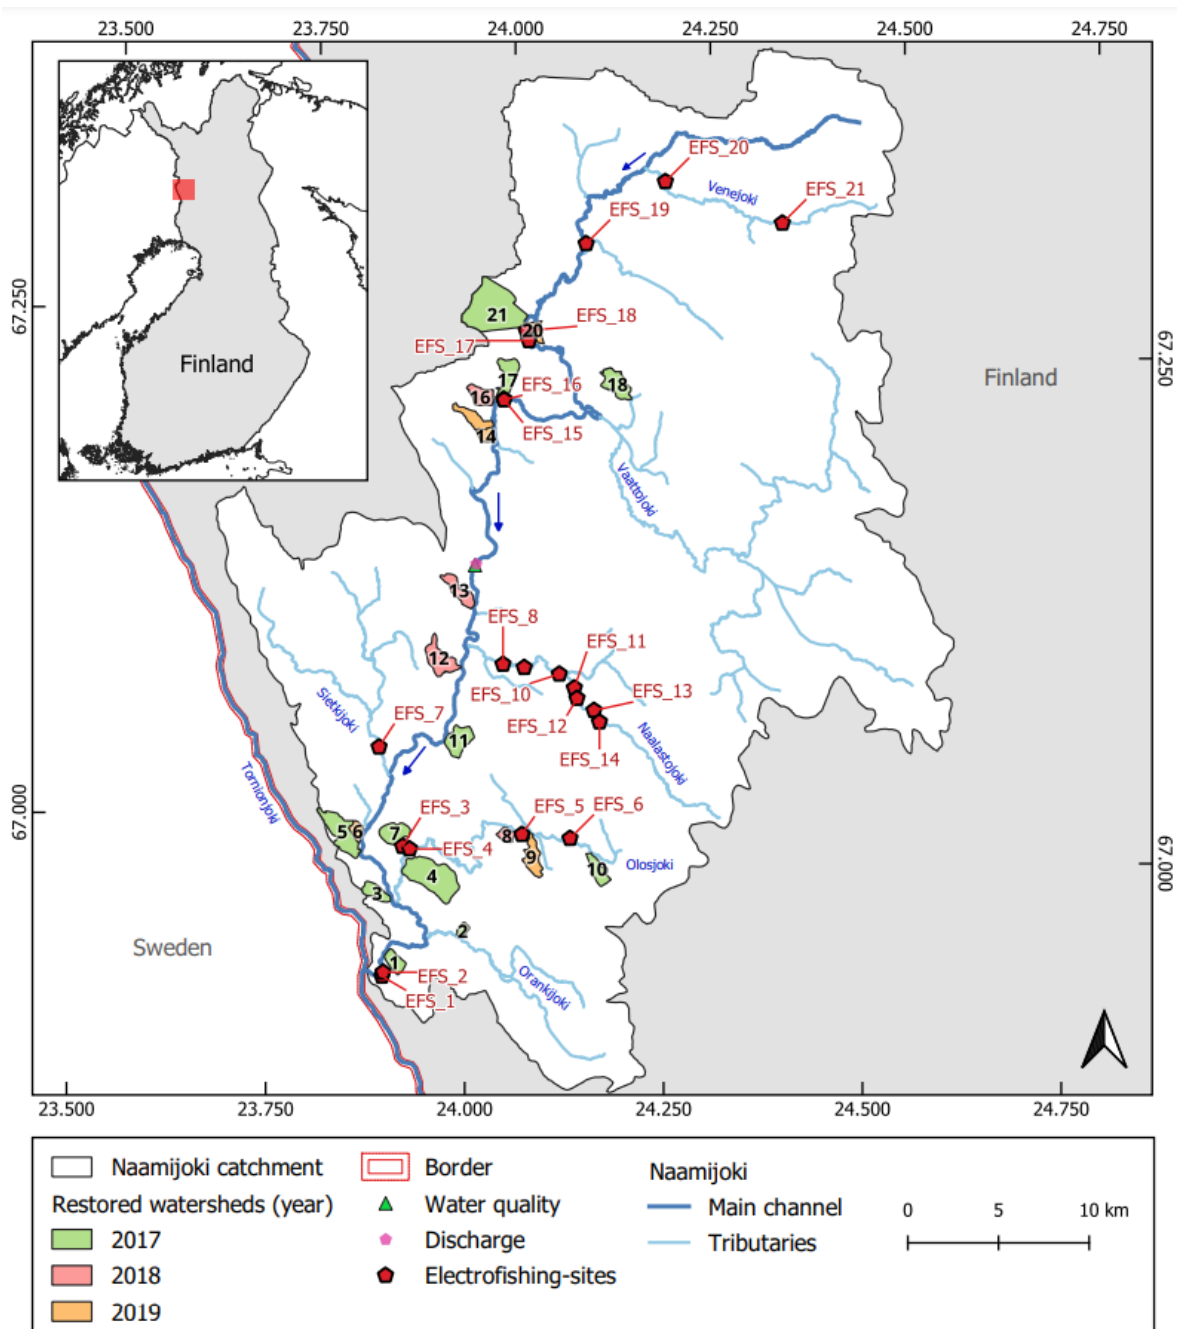 23.500 23.750 24.000 24.250 24.500 24.750
EFS_20
Venejoki
EFS_21
EFS_19
67.250
21
EFS_18
20
EFS_17
67.250
Finland
Finland
17
EFS_16
18
16
EFS_15
14
Vaattojoki
13
EFS_8
EFS_11
12
EFS_10
EFS_13
Sietkijoki
EFS_7
EFS_12
11
EFS_14
Naalastojoki
Tornionjoki
67.000
EFS_3
EFS_5
EFS_6
5
6
7
8
EFS_4
9
10
Olosjoki
67.000
4
3
2
Sweden
1
EFS_2
Orankijoki
EFS_1
23.500 23.750 24.000 24.250 24.500 24.750
Naamijoki catchment
Restored watersheds (year)
2017
2018
2019
Border
Water quality
Discharge
Electrofishing-sites
Naamijoki
Main channel
Tributaries
0 5 10 km